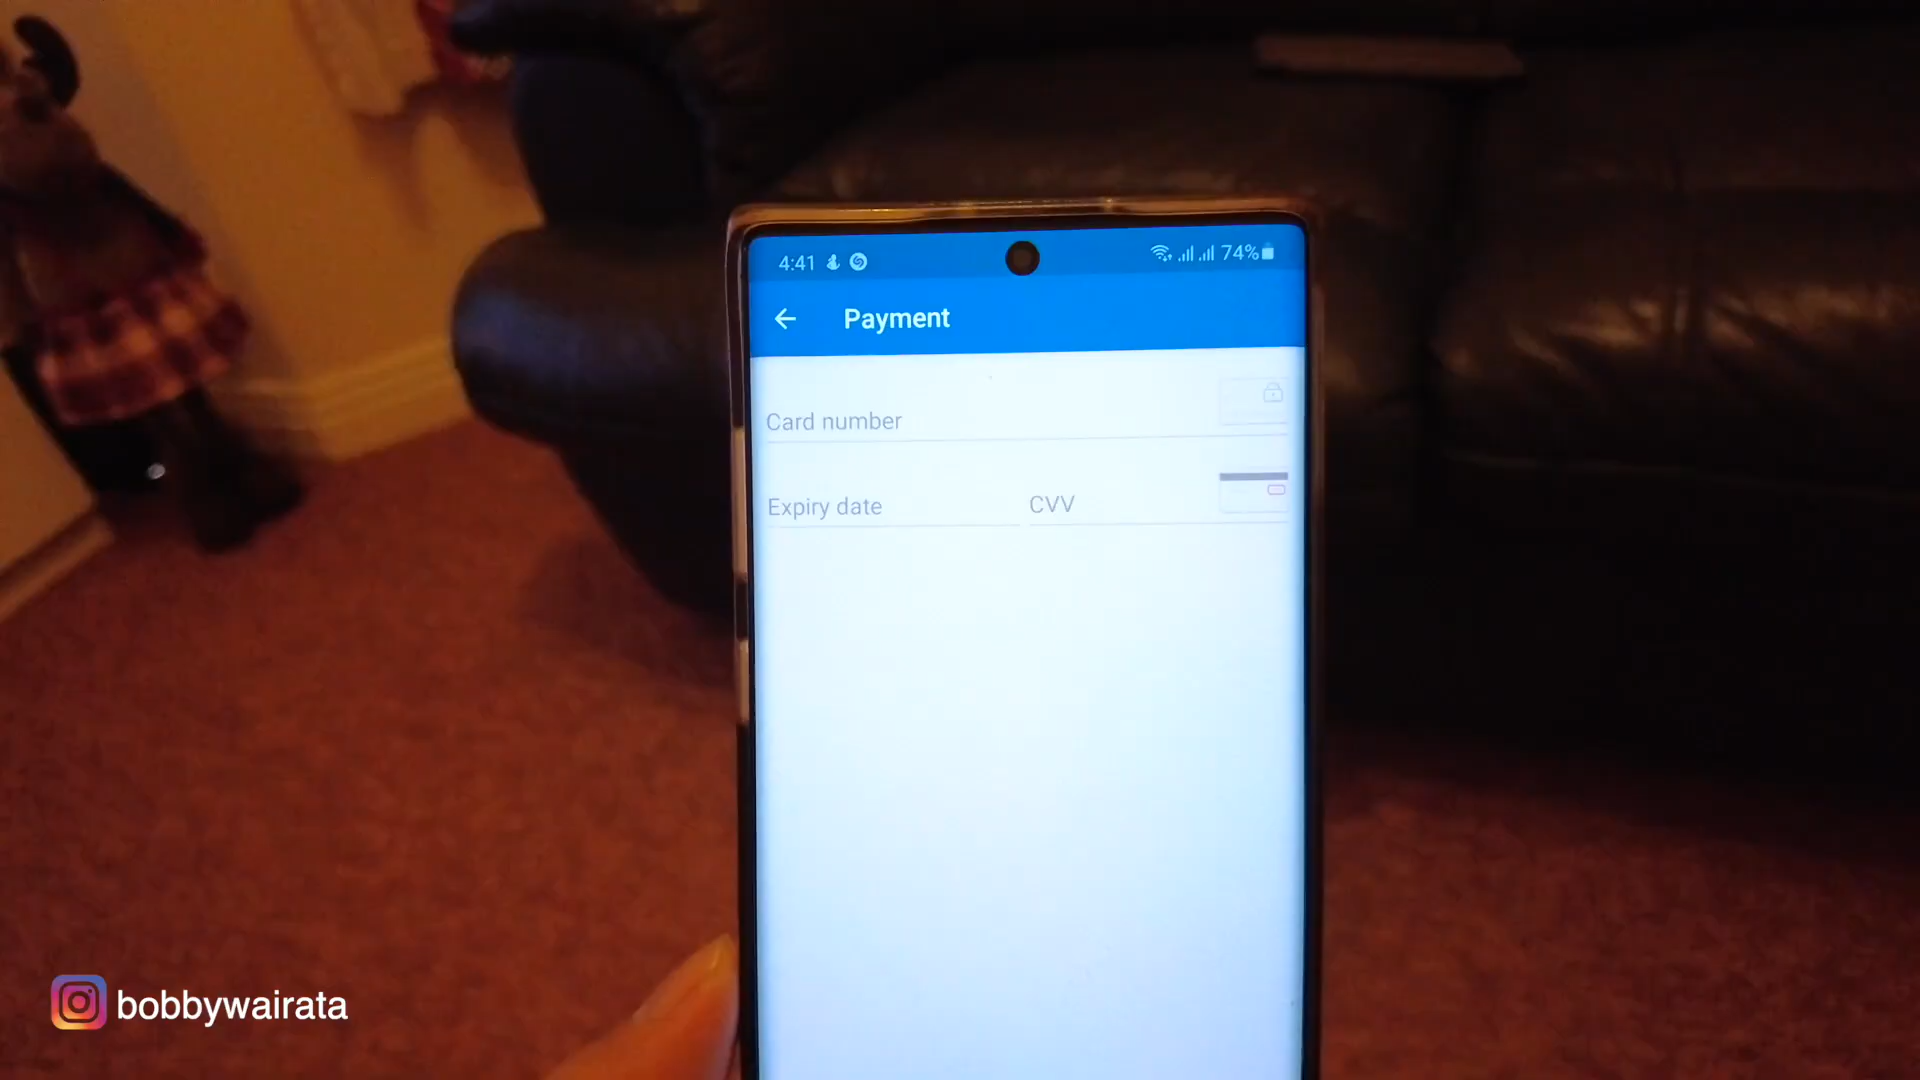 4:41 74%
Payment
Card number
Expiry date CVV
bobbywairata